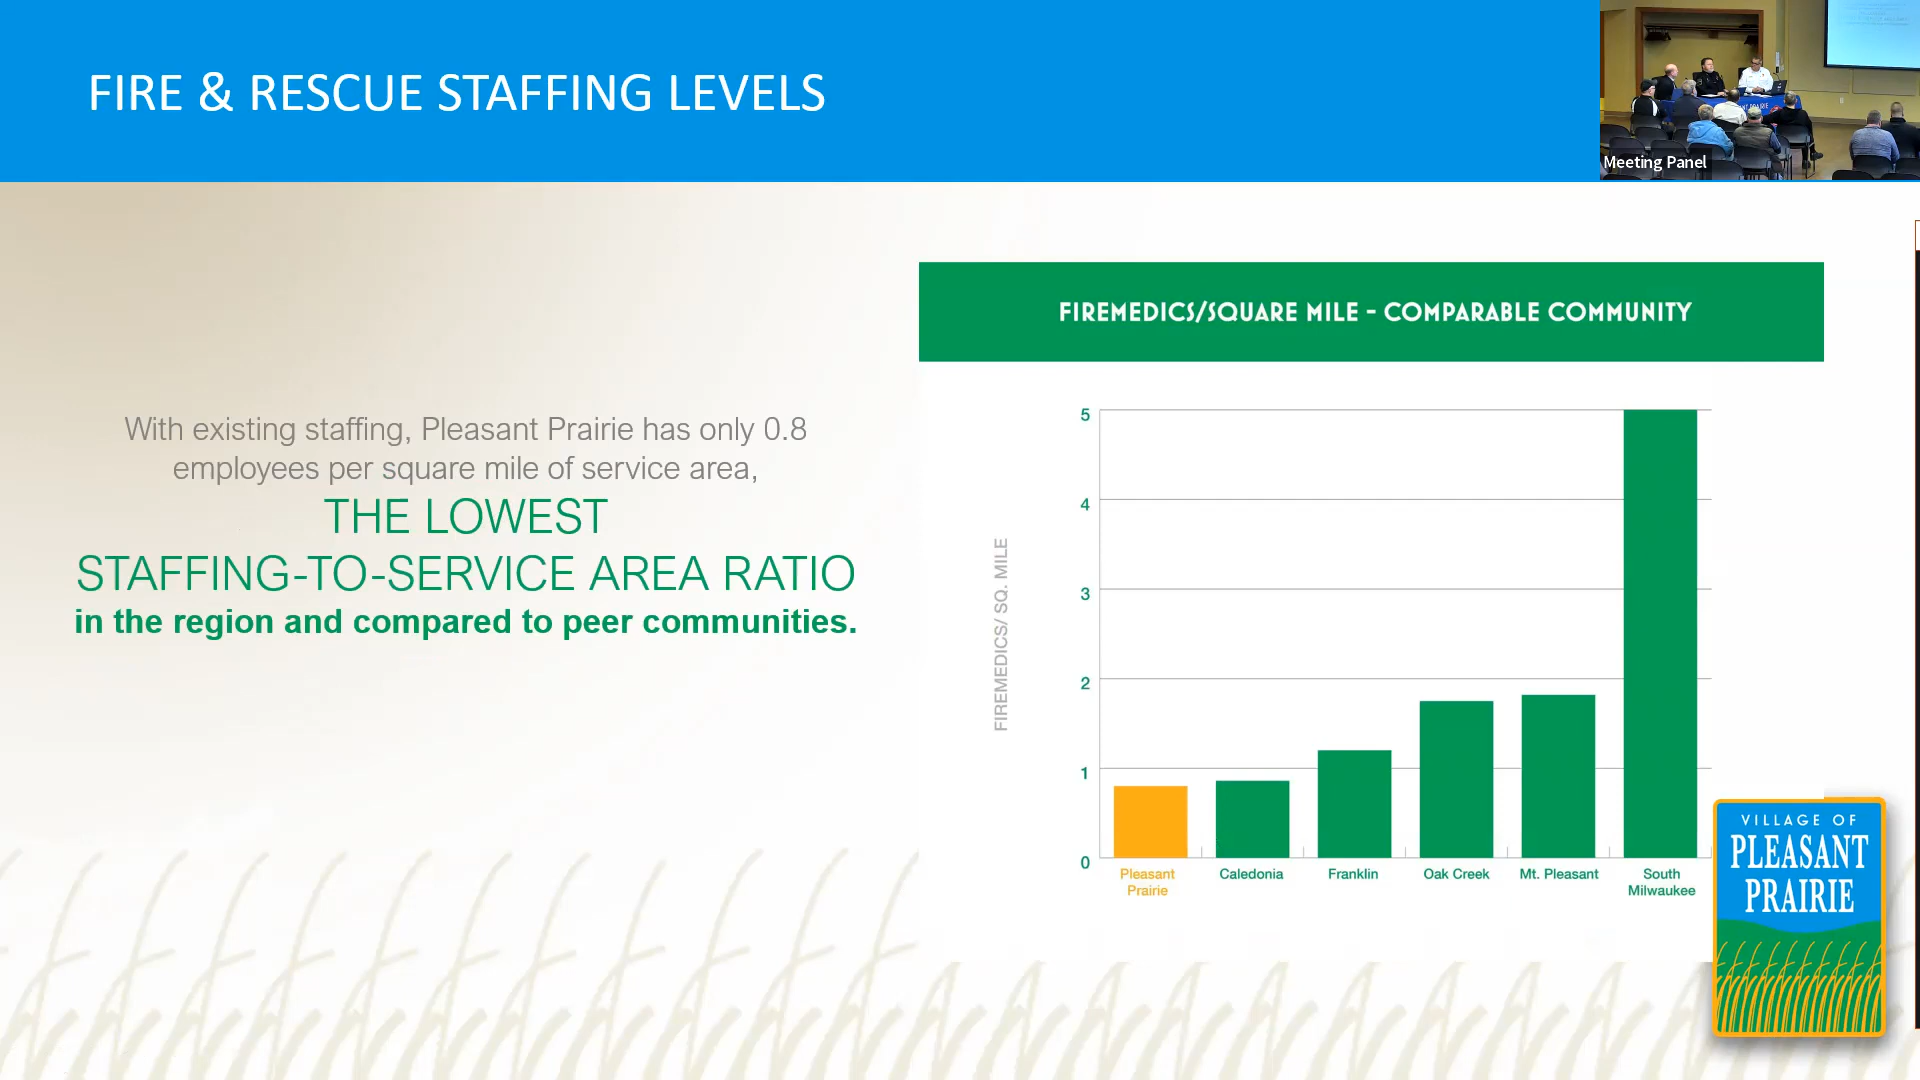 FIRE & RESCUE STAFFING LEVELS
Meeting Panel
With existing staffing, Pleasant Prairie has only 0.8
employees per square mile of service area,
THE LOWEST
STAFFING-TO-SERVICE AREA RATIO
in the region and compared to peer communities.
FIREMEDICS/SQUARE MILE - COMPARABLE COMMUNITY
FIREMEDICS/ SQ. MILE
5
4
3
2
1
0
Pleasant
Prairie
Caledonia
Franklin
Oak Creek
Mt. Pleasant
South
Milwaukee
VILLAGE OF
PLEASANT
PRAIRIE